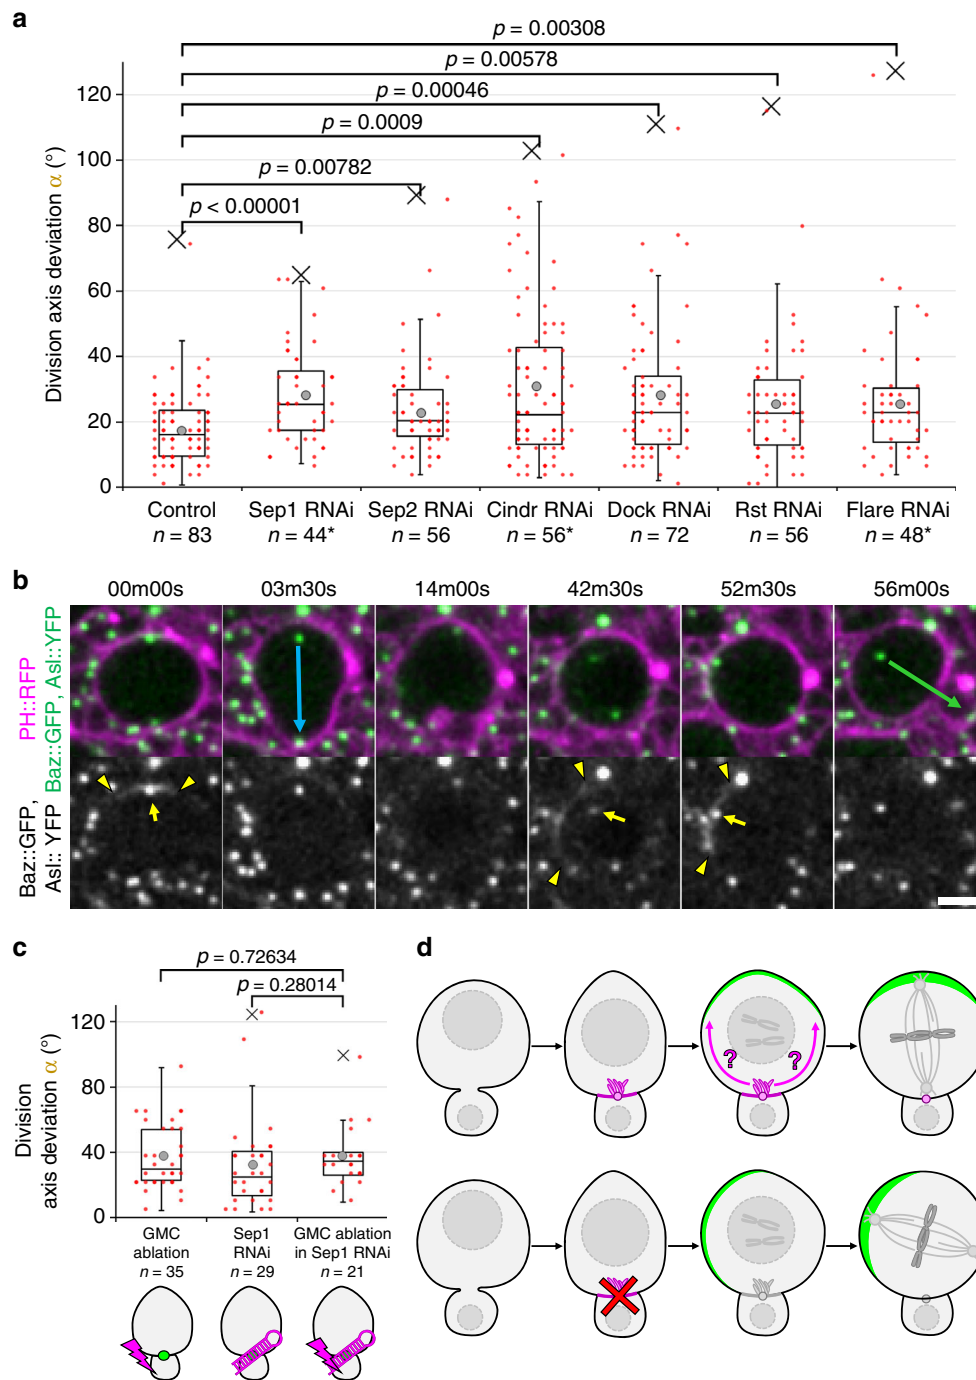 a
p = 0.00308
p = 0.00578
p = 0.00046
p = 0.0009
p = 0.00782
p < 0.00001
Division axis deviation α (°)
120
100
80
60
40
20
0
Control
n = 83
Sep1 RNAi
n = 44*
Sep2 RNAi
n = 56
Cindr RNAi
n = 56*
Dock RNAi
n = 72
Rst RNAi
n = 56
Flare RNAi
n = 48*
b
00m00s 03m30s 14m00s 42m30s 52m30s 56m00s
PH::RFP
Baz::GFP, Asl::YFP
Baz::GFP,
Asl:: YFP
c
p = 0.72634
p = 0.28014
Division
axis deviation α (°)
120
80
40
0
GMC
ablation
n = 35
Sep1
RNAi
n = 29
GMC ablation
in Sep1 RNAi
n = 21
d
? ?